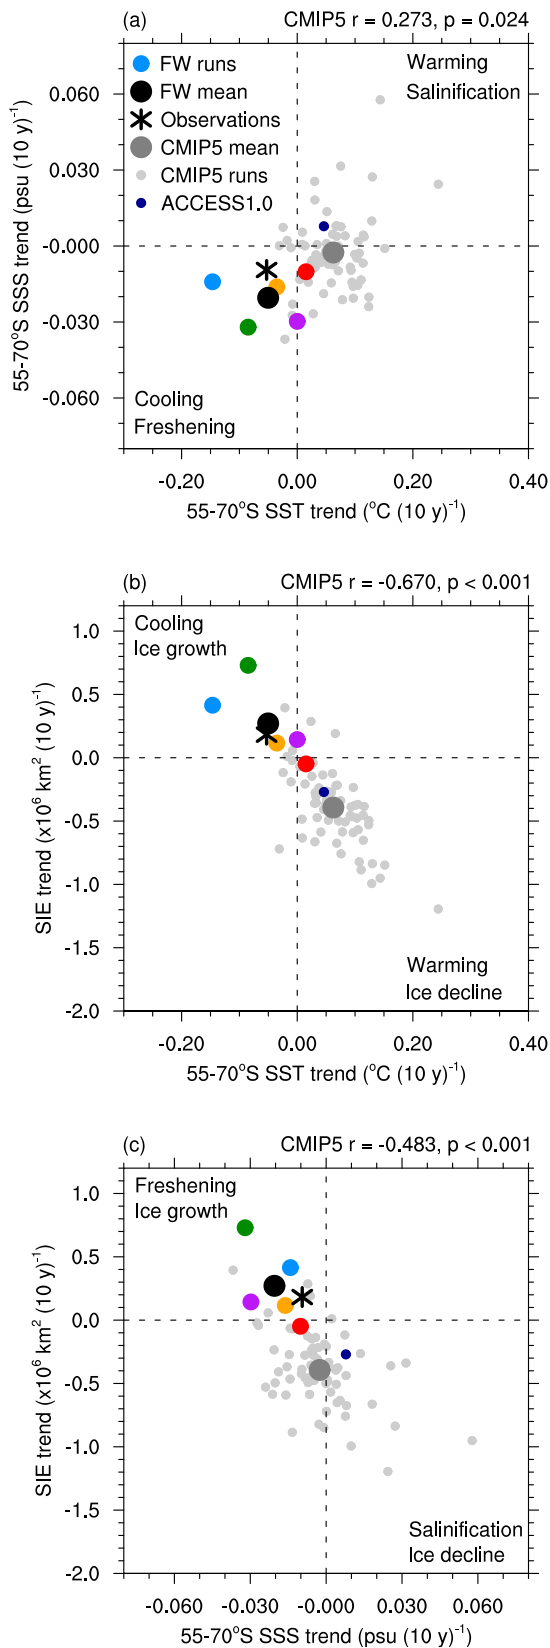 (a) CMIP5 r = 0.273, p = 0.024
FW runs
FW mean
Observations
CMIP5 mean
CMIP5 runs
ACCESS1.0
Warming
Salinification
Cooling
Freshening
0.060
0.030
-0.000
-0.030
-0.060
55-70°S SSS trend (psu (10 y)⁻¹)
-0.20 0.00 0.20 0.40
55-70°S SST trend (°C (10 y)⁻¹)
(b) CMIP5 r = -0.670, p < 0.001
Cooling
Ice growth
1.0
0.5
0.0
-0.5
-1.0
-1.5
-2.0
SIE trend (x10⁶ km² (10 y)⁻¹)
Warming
Ice decline
-0.20 0.00 0.20 0.40
55-70°S SST trend (°C (10 y)⁻¹)
(c) CMIP5 r = -0.483, p < 0.001
Freshening
Ice growth
1.0
0.5
0.0
-0.5
-1.0
-1.5
-2.0
SIE trend (x10⁶ km² (10 y)⁻¹)
Salinification
Ice decline
-0.060 -0.030 -0.000 0.030 0.060
55-70°S SSS trend (psu (10 y)⁻¹)